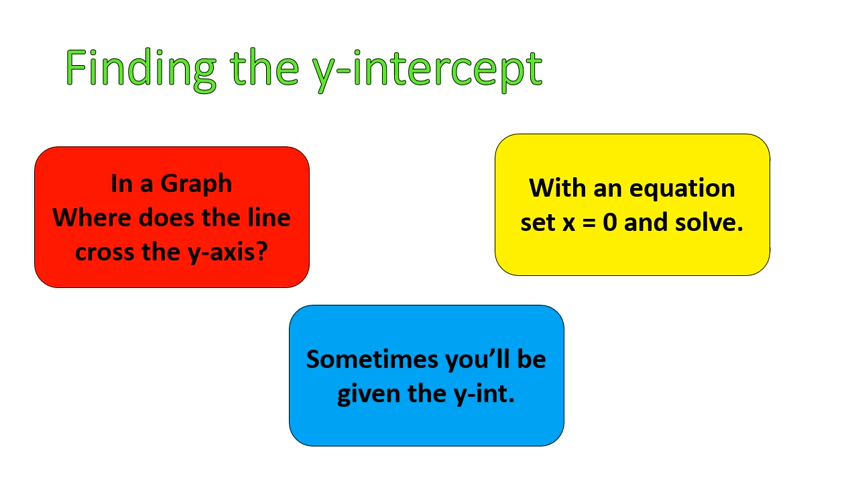 Finding the y-intercept
In a Graph
Where does the line
cross the y-axis?
With an equation
set x = 0 and solve.
Sometimes you’ll be
given the y-int.